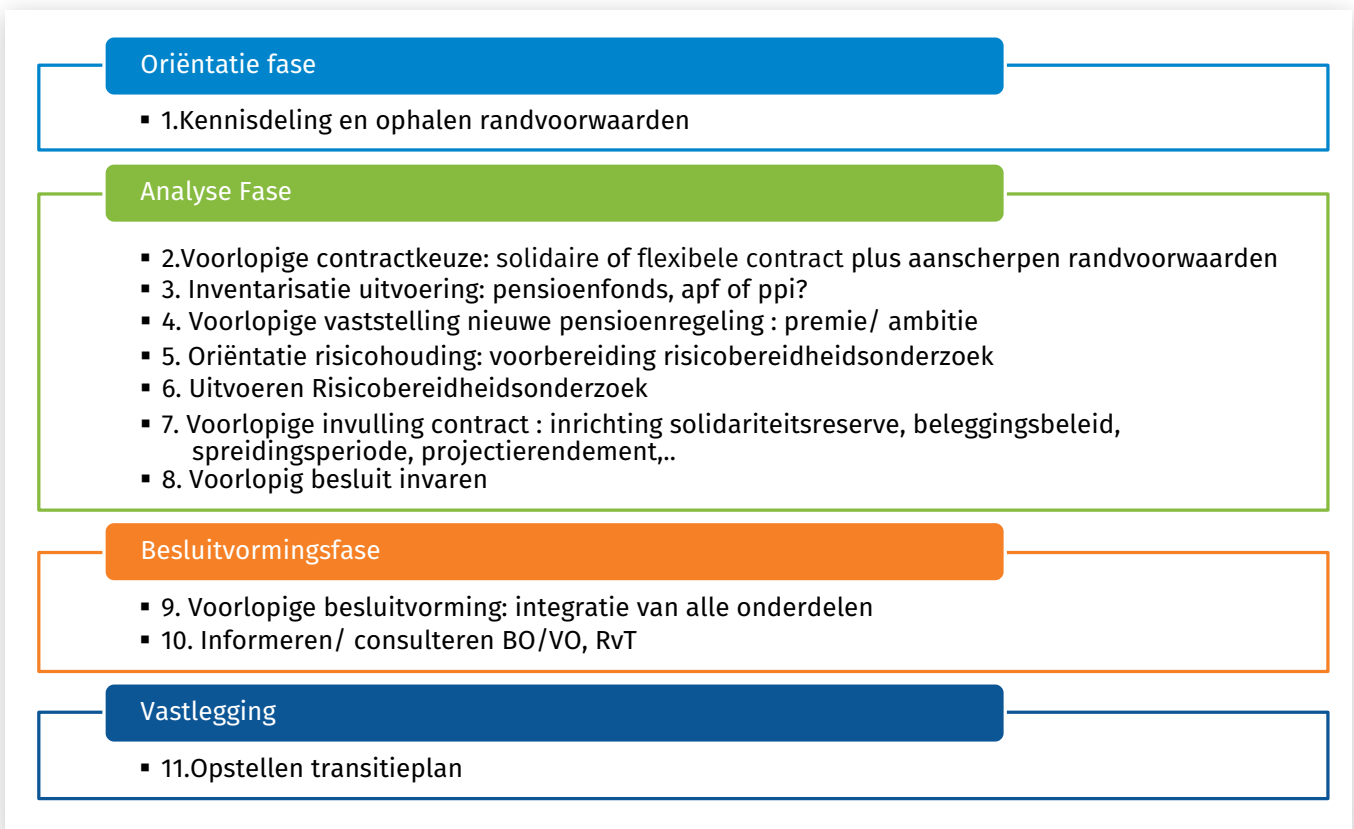 Oriëntatie fase
▪ 1.Kennisdeling en ophalen randvoorwaarden
Analyse Fase
▪ 2.Voorlopige contractkeuze: solidaire of flexibele contract plus aanscherpen randvoorwaarden
▪ 3. Inventarisatie uitvoering: pensioenfonds, apf of ppi?
▪ 4. Voorlopige vaststelling nieuwe pensioenregeling : premie/ ambitie
▪ 5. Oriëntatie risicohouding: voorbereiding risicobereidheidsonderzoek
▪ 6. Uitvoeren Risicobereidheidsonderzoek
▪ 7. Voorlopige invulling contract : inrichting solidariteitsreserve, beleggingsbeleid,
spreidingsperiode, projectierendement,..
▪ 8. Voorlopig besluit invaren
Besluitvormingsfase
▪ 9. Voorlopige besluitvorming: integratie van alle onderdelen
▪ 10. Informeren/ consulteren BO/VO, RvT
Vastlegging
▪ 11.Opstellen transitieplan